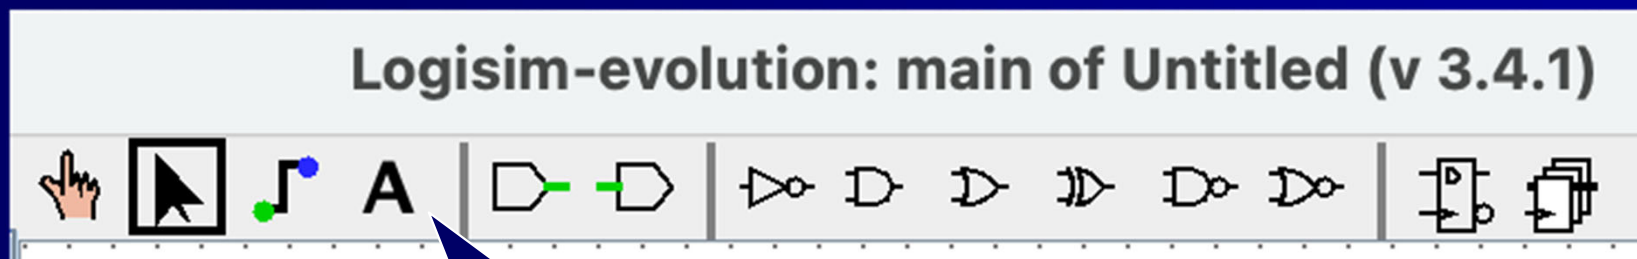 Logisim-evolution: main of Untitled (v 3.4.1)
A
D